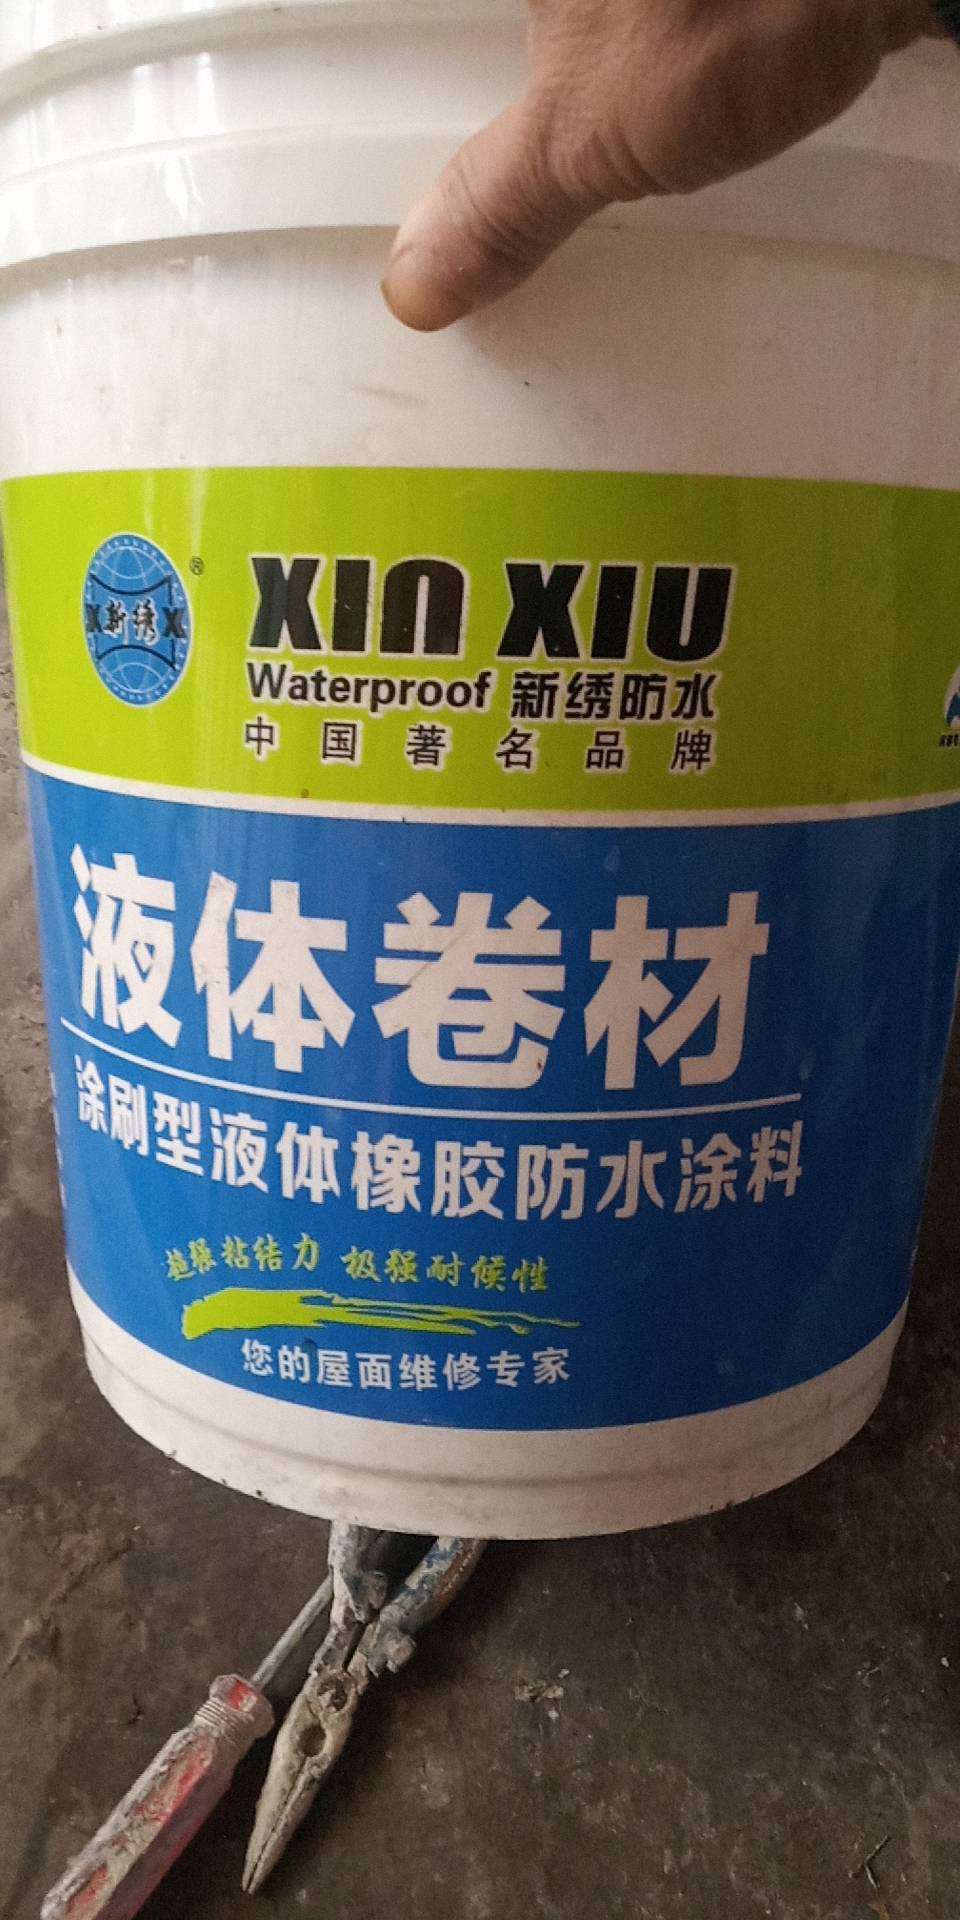 新绣
XIN XIU
Waterproof 新绣防水
中国著名品牌
液体卷材
涂刷型液体橡胶防水涂料
超强粘结力 极强耐候性
您的屋面维修专家